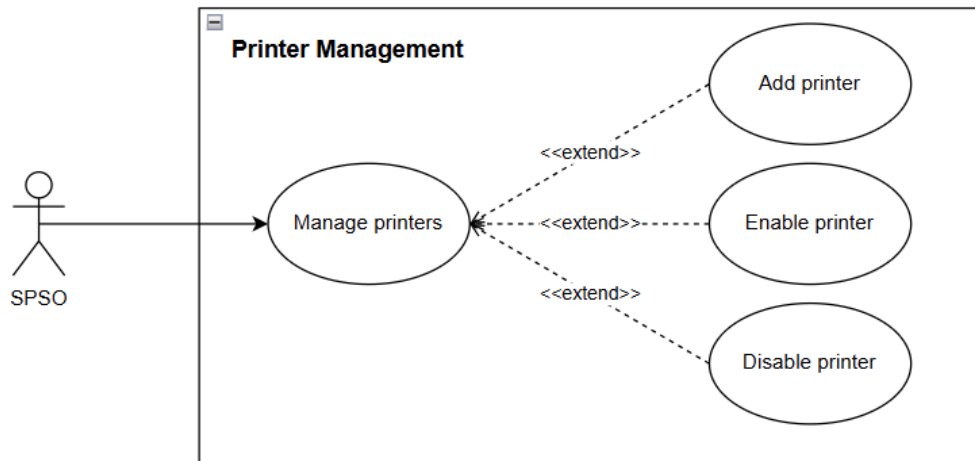 Printer Management
Add printer
<<extend>>
Manage printers
<<extend>>
Enable printer
SPSO
<<extend>>
Disable printer